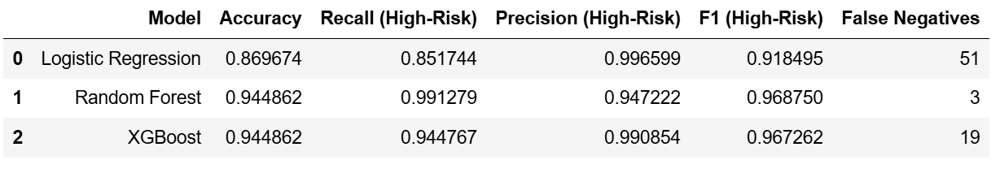 Model Accuracy Recall (High-Risk) Precision (High-Risk) F1 (High-Risk) False Negatives
0 Logistic Regression 0.869674 0.851744 0.996599 0.918495 51
1 Random Forest 0.944862 0.991279 0.947222 0.968750 3
2 XGBoost 0.944862 0.944767 0.990854 0.967262 19